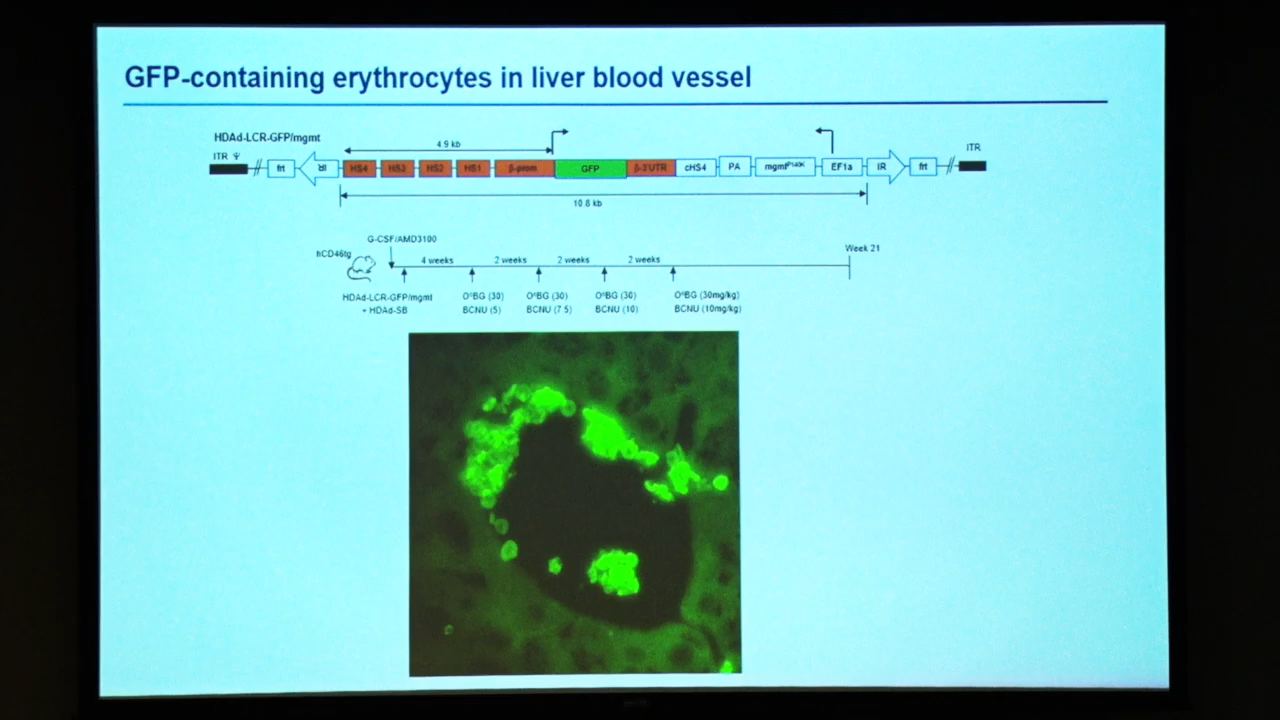 GFP-containing erythrocytes in liver blood vessel
HDAd-LCR-GFP/mgmt
ITR Ψ
4.9 kb
ITR
frt IR HS4 HS3 HS2 HS1 β-prom GFP β-3'UTR cHS4 PA mgmtᴾ¹⁴⁰ᴷ EF1a IR frt
10.8 kb
G-CSF/AMD3100
hCD46tg
4 weeks 2 weeks 2 weeks 2 weeks
Week 21
HDAd-LCR-GFP/mgmt
+ HDAd-SB
O⁶BG (30) O⁶BG (30) O⁶BG (30) O⁶BG (30mg/kg)
BCNU (5) BCNU (7.5) BCNU (10) BCNU (10mg/kg)